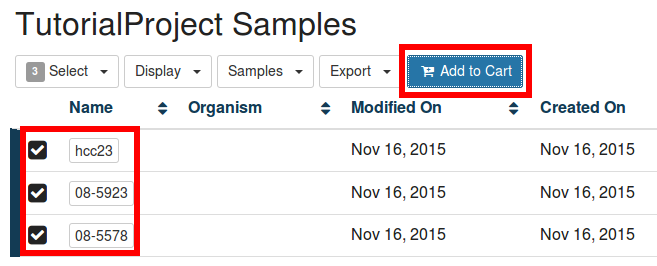 TutorialProject Samples
3 Select Display Samples Export Add to Cart
Name Organism Modified On Created On
hcc23 Nov 16, 2015 Nov 16, 2015
08-5923 Nov 16, 2015 Nov 16, 2015
08-5578 Nov 16, 2015 Nov 16, 2015